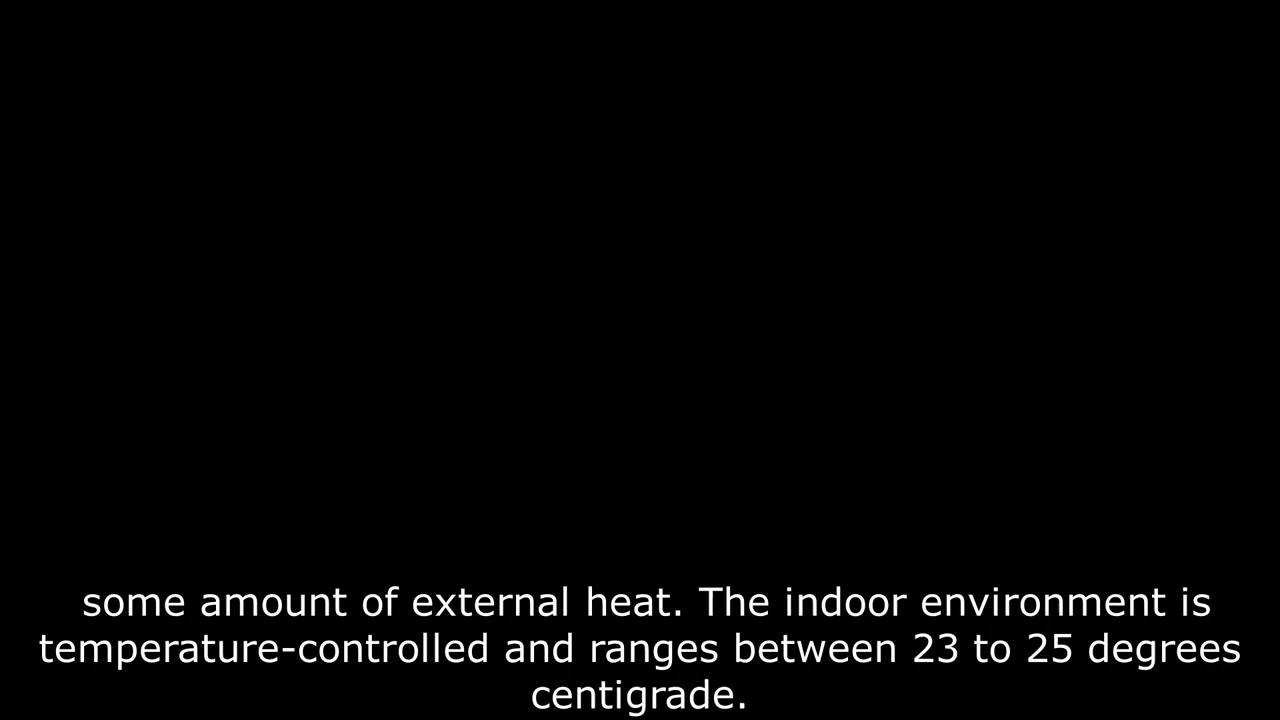 some amount of external heat. The indoor environment is
temperature-controlled and ranges between 23 to 25 degrees
centigrade.